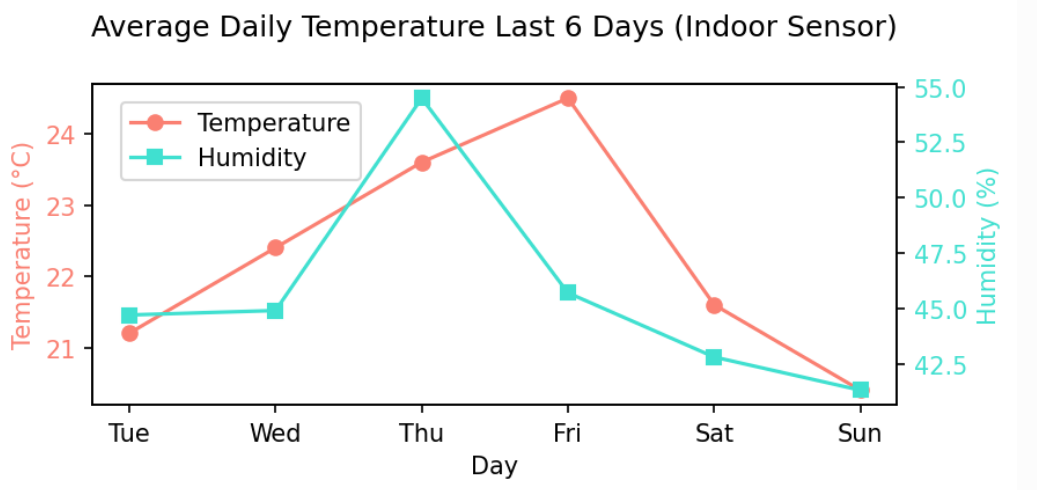 Average Daily Temperature Last 6 Days (Indoor Sensor)
Temperature
Humidity
Temperature (°C)
24
23
22
21
55.0
52.5
50.0
47.5
45.0
42.5
Humidity (%)
Tue Wed Thu Fri Sat Sun
Day